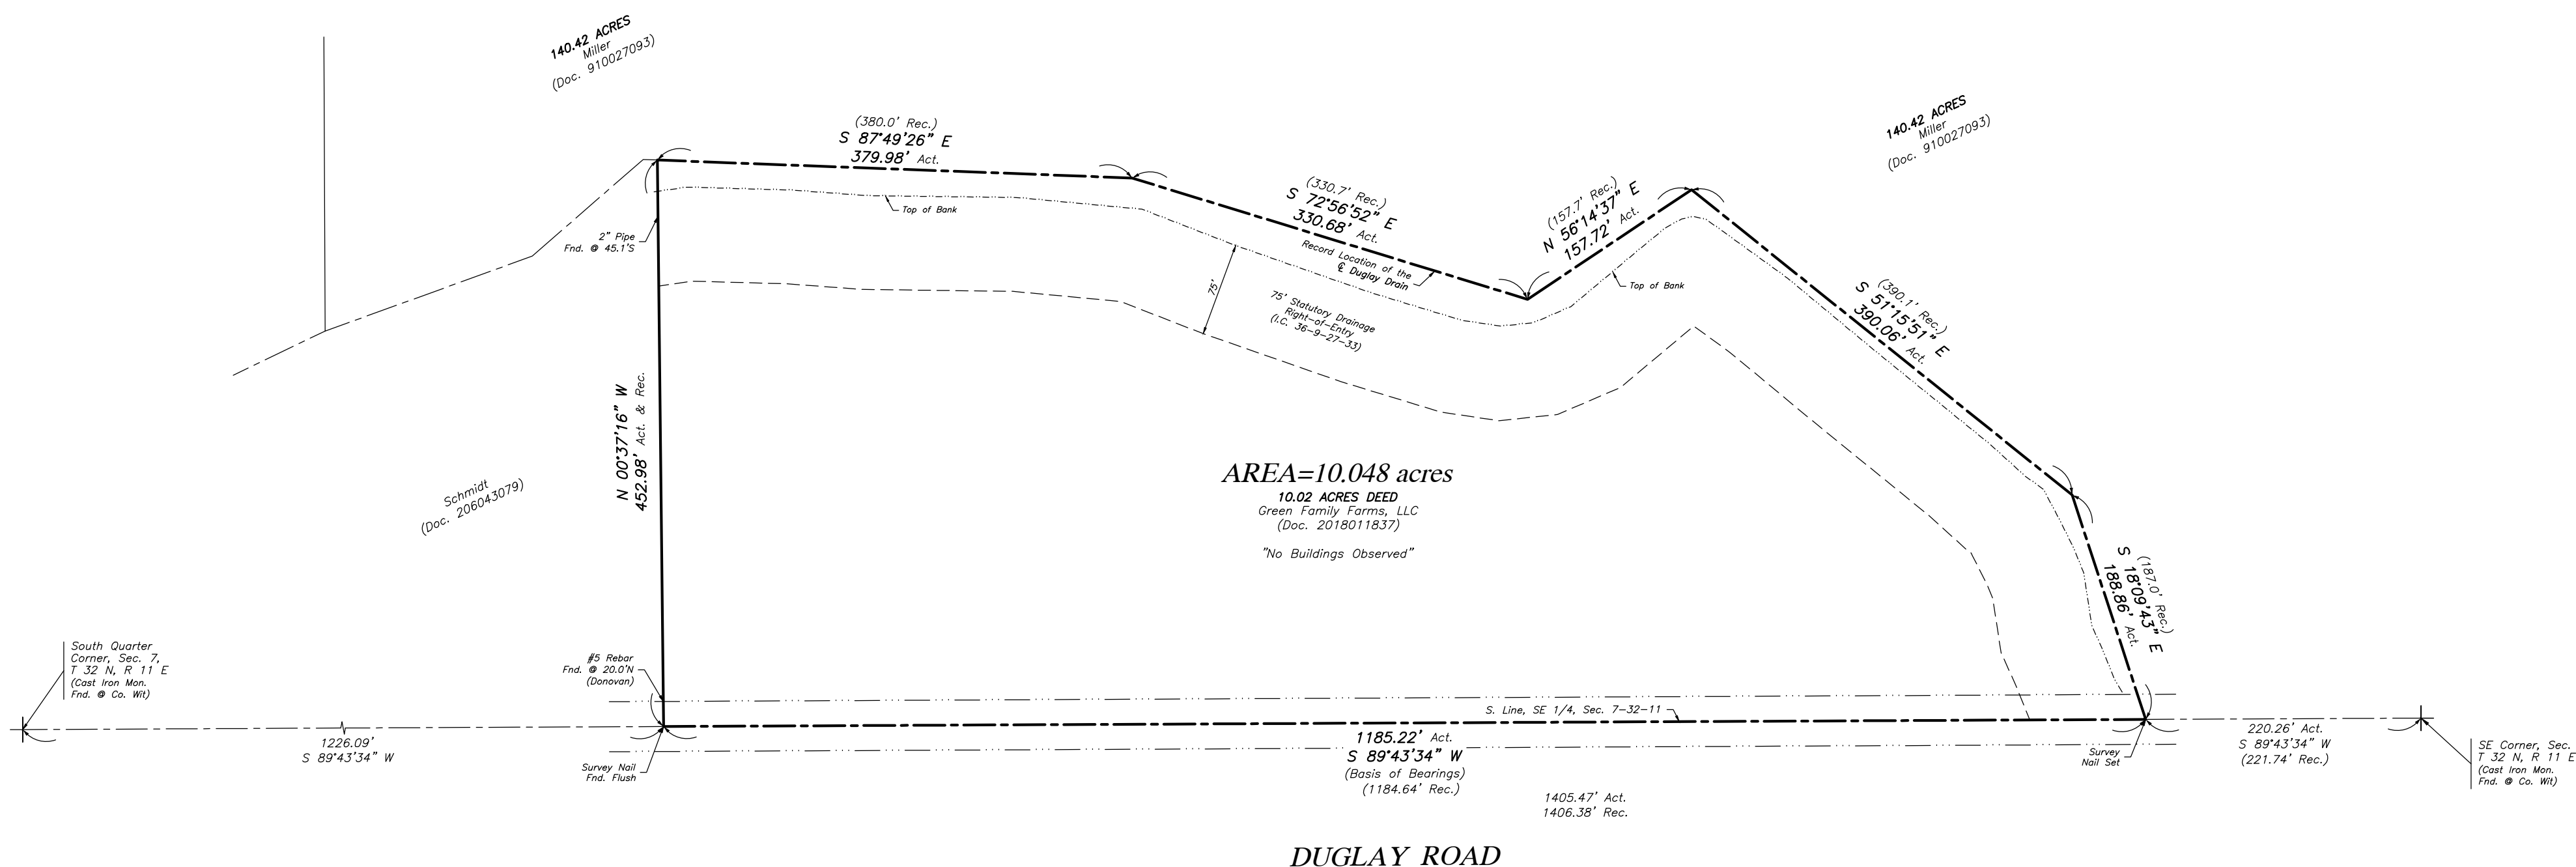 140.42 ACRES
Miller
(Doc. 910027093)
140.42 ACRES
Miller
(Doc. 910027093)
(380.0' Rec.)
S 87°49'26" E
379.98' Act.
Top of Bank
(330.7' Rec.)
S 72°56'52" E
330.68' Act.
Record Location of the
℄ Duglay Drain
(157.7' Rec.)
N 56°14'37" E
157.72' Act.
Top of Bank
(390.1' Rec.)
S 51°15'51" E
390.06' Act.
2" Pipe
Fnd. @ 45.1'S
75'
75' Statutory Drainage
Right-of-Entry
(I.C. 36-9-27-33)
N 00°37'16" W
452.98' Act. & Rec.
Schmidt
(Doc. 206043079)
AREA=10.048 acres
10.02 ACRES DEED
Green Family Farms, LLC
(Doc. 2018011837)
"No Buildings Observed"
(187.0' Rec.)
S 18°09'43" E
188.86' Act.
South Quarter
Corner, Sec. 7,
T 32 N, R 11 E
(Cast Iron Mon.
Fnd. @ Co. Wit)
#5 Rebar
Fnd. @ 20.0'N
(Donovan)
S. Line, SE 1/4, Sec. 7-32-11
1226.09'
S 89°43'34" W
Survey Nail
Fnd. Flush
1185.22' Act.
S 89°43'34" W
(Basis of Bearings)
(1184.64' Rec.)
1405.47' Act.
1406.38' Rec.
Survey
Nail Set
220.26' Act.
S 89°43'34" W
(221.74' Rec.)
SE Corner, Sec.
T 32 N, R 11 E
(Cast Iron Mon.
Fnd. @ Co. Wit)
DUGLAY ROAD